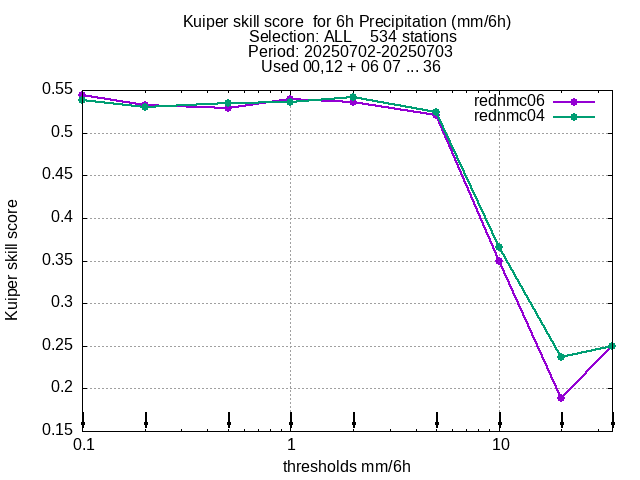 Kuiper skill score  for 6h Precipitation (mm/6h)
Selection: ALL    534 stations
Period: 20250702-20250703
Used 00,12 + 06 07 ... 36
rednmc06
rednmc04
0.55
0.5
0.45
0.4
0.35
0.3
0.25
0.2
0.15
Kuiper skill score
0.1 1 10
thresholds mm/6h